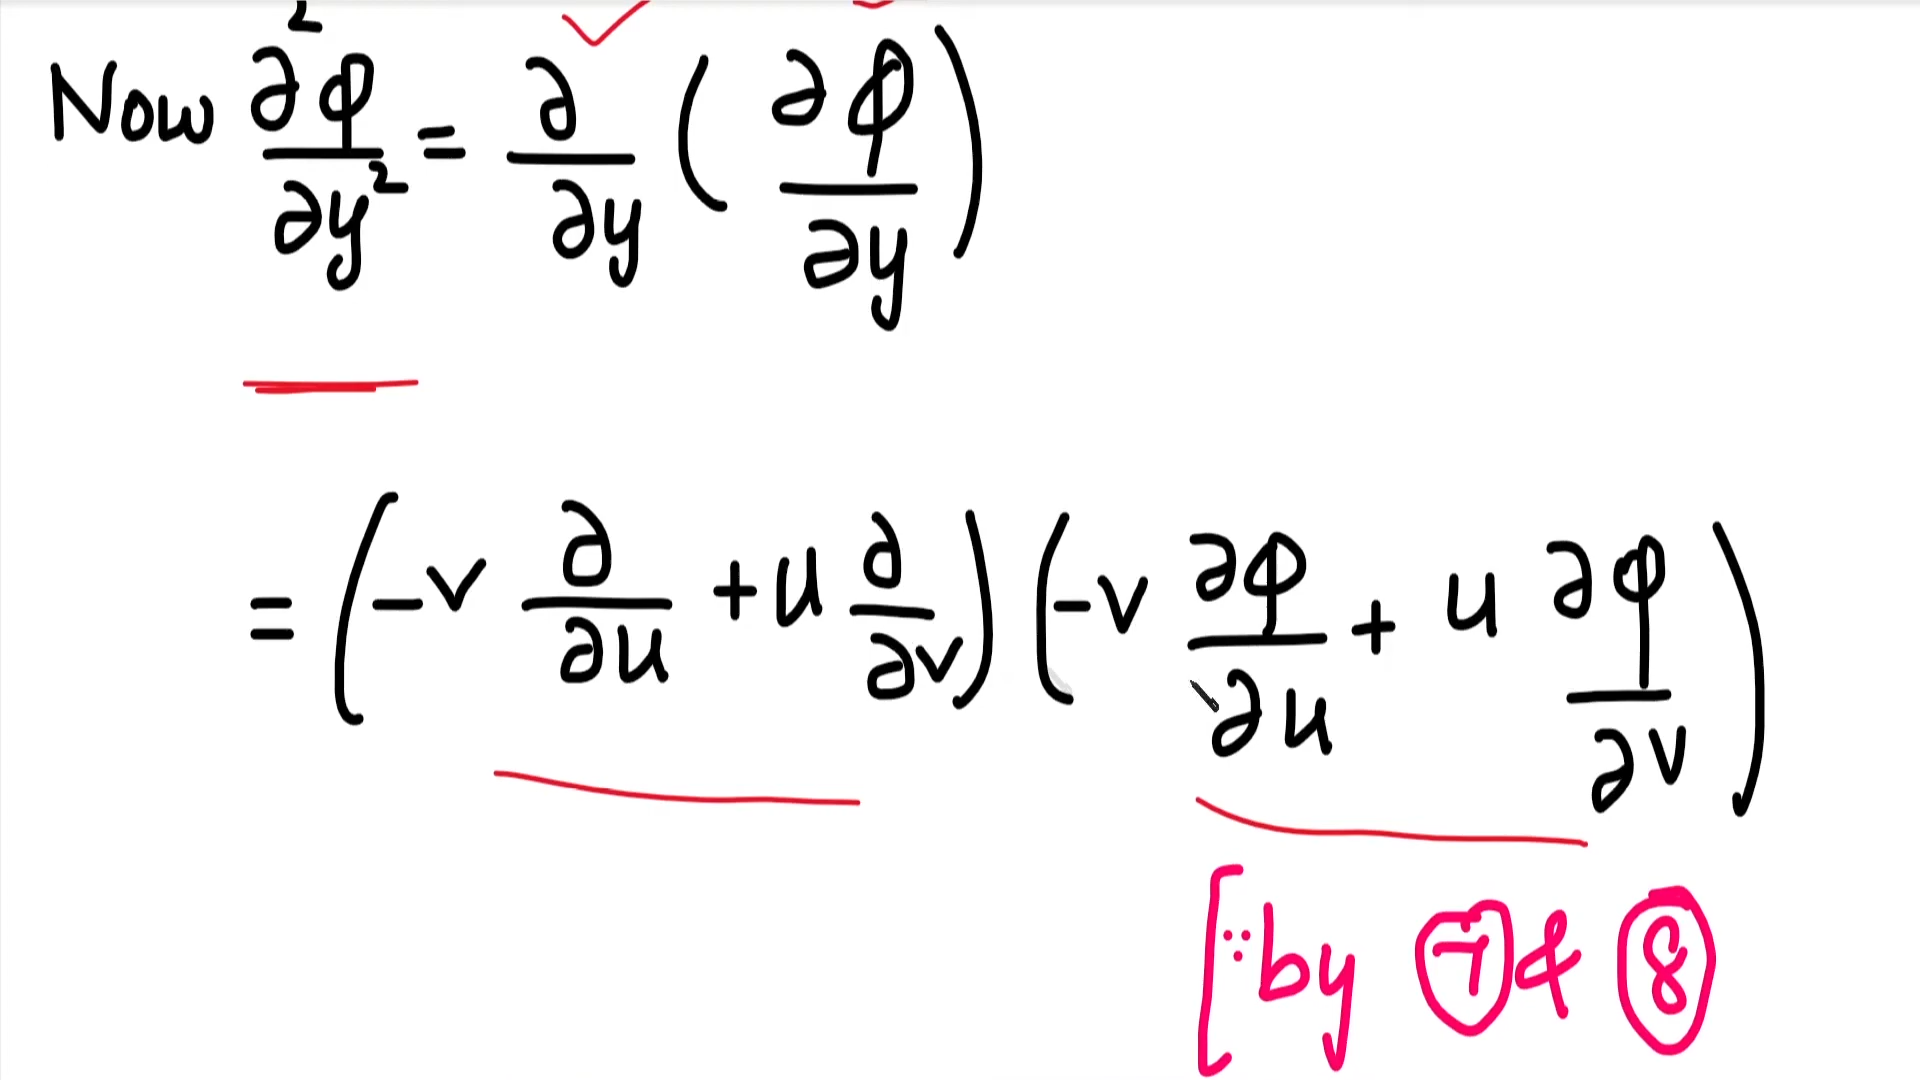 Now ∂²φ/∂y² = ∂/∂y (∂φ/∂y)
= (-v ∂/∂u + u ∂/∂v) (-v ∂φ/∂u + u ∂φ/∂v)
[∵ by ⑦ & ⑧